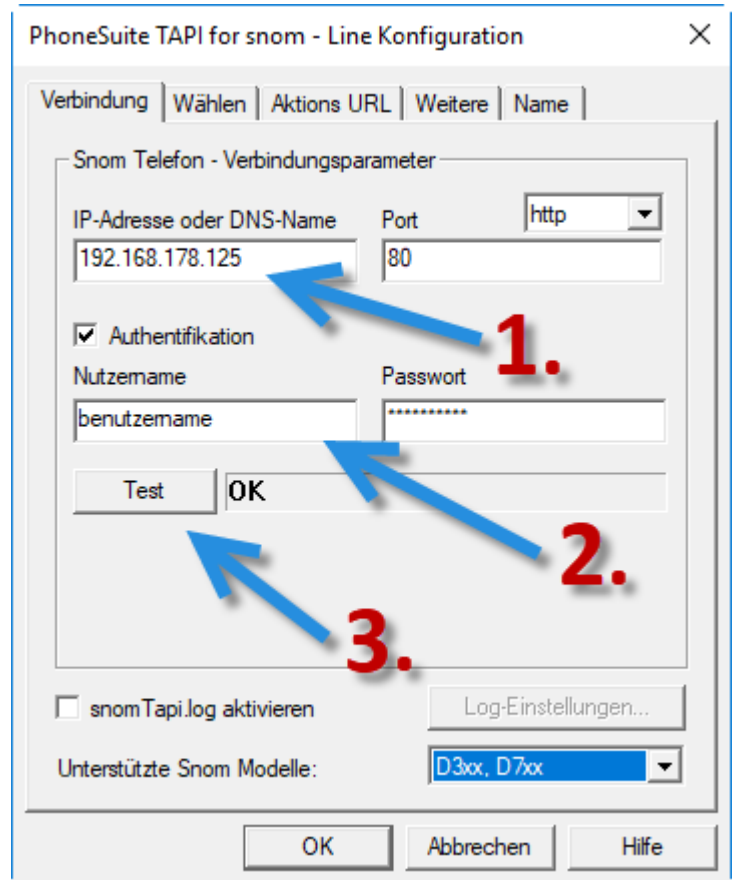 PhoneSuite TAPI for snom - Line Konfiguration
Verbindung Wählen Aktions URL Weitere Name
Snom Telefon - Verbindungsparameter
http
IP-Adresse oder DNS-Name Port
192.168.178.125 80
1.
Authentifikation
Nutzername Passwort
benutzername **********
Test OK
2.
3.
snomTapi.log aktivieren Log-Einstellungen...
Unterstützte Snom Modelle: D3xx, D7xx
OK Abbrechen Hilfe